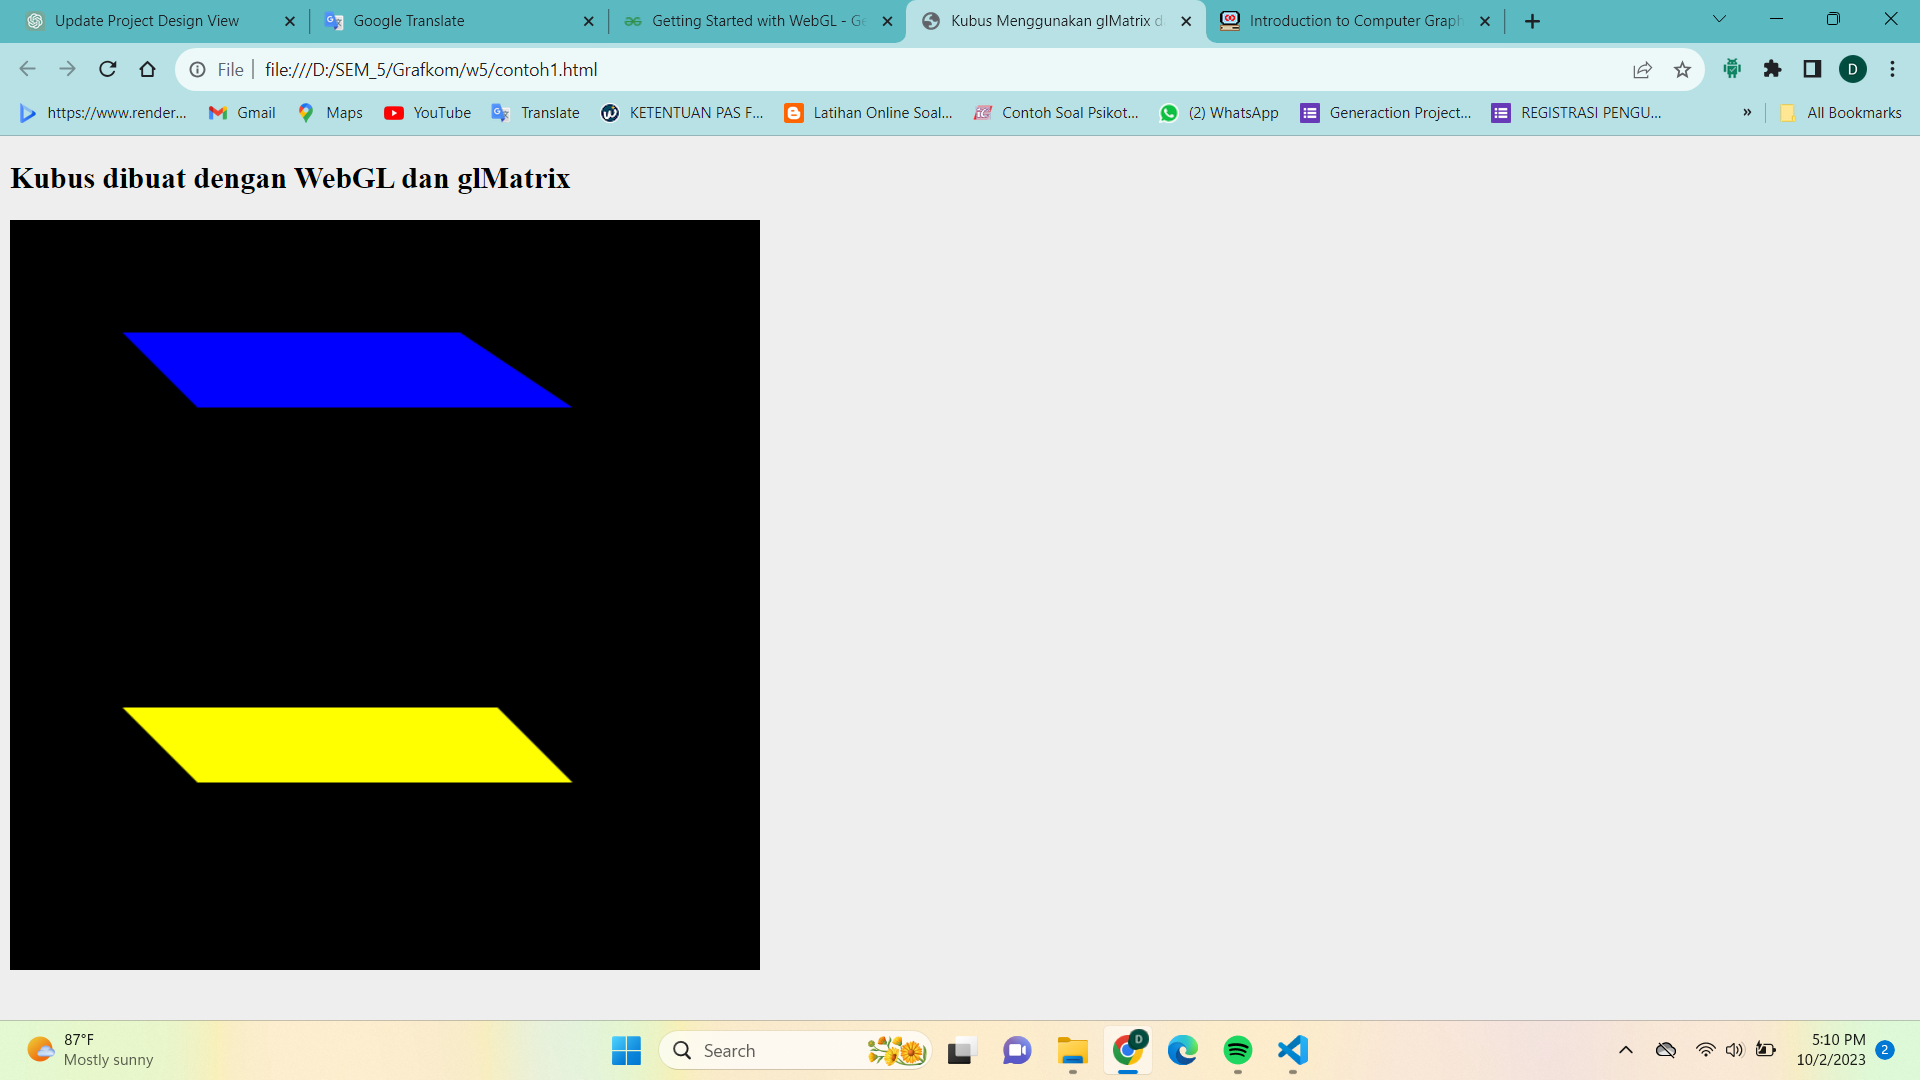 Update Project Design View
Google Translate
Getting Started with WebGL - Ge
Kubus Menggunakan glMatrix d
Introduction to Computer Graph
File
file:///D:/SEM_5/Grafkom/w5/contoh1.html
D
https://www.render...
Gmail
Maps
YouTube
Translate
KETENTUAN PAS F...
Latihan Online Soal...
Contoh Soal Psikot...
(2) WhatsApp
Generaction Project...
REGISTRASI PENGU...
»
All Bookmarks
Kubus dibuat dengan WebGL dan glMatrix
87°F
Mostly sunny
Search
D
5:10 PM
10/2/2023
2